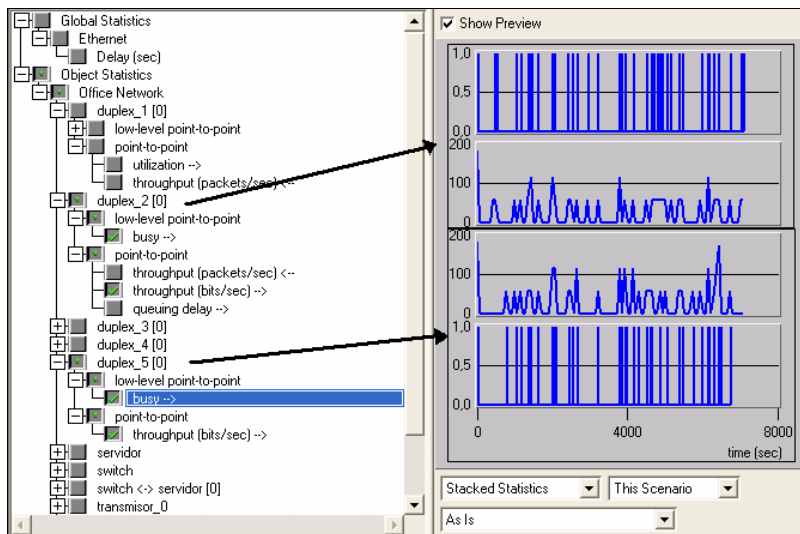 Global Statistics
Ethernet
Delay (sec)
Object Statistics
Office Network
duplex_1 [0]
low-level point-to-point
point-to-point
utilization -->
throughput (packets/sec) <--
duplex_2 [0]
low-level point-to-point
busy -->
point-to-point
throughput (packets/sec) <--
throughput (bits/sec) -->
queuing delay -->
duplex_3 [0]
duplex_4 [0]
duplex_5 [0]
low-level point-to-point
busy -->
point-to-point
throughput (bits/sec) -->
servidor
switch
switch <-> servidor [0]
transmisor_0
Show Preview
1,0
0,5
0,0
200
100
0
200
100
0
1,0
0,5
0,0
0 4000 8000
time (sec)
Stacked Statistics This Scenario
As Is